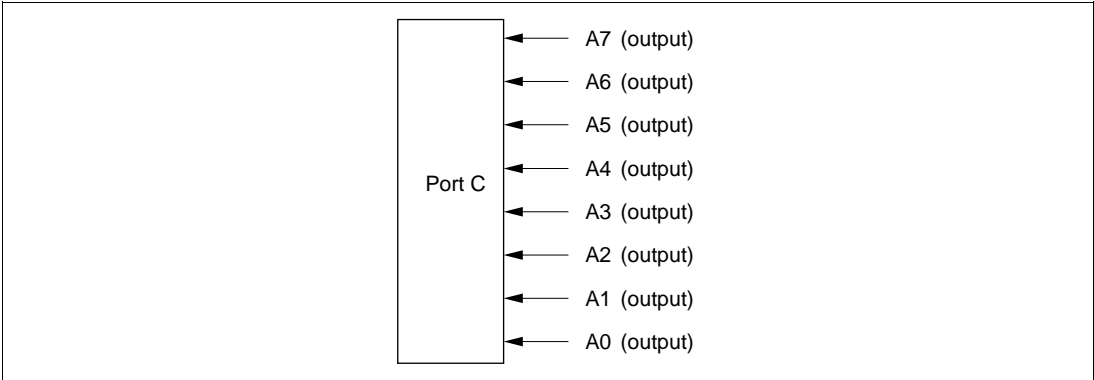 A7 (output)
A6 (output)
A5 (output)
A4 (output)
Port C
A3 (output)
A2 (output)
A1 (output)
A0 (output)